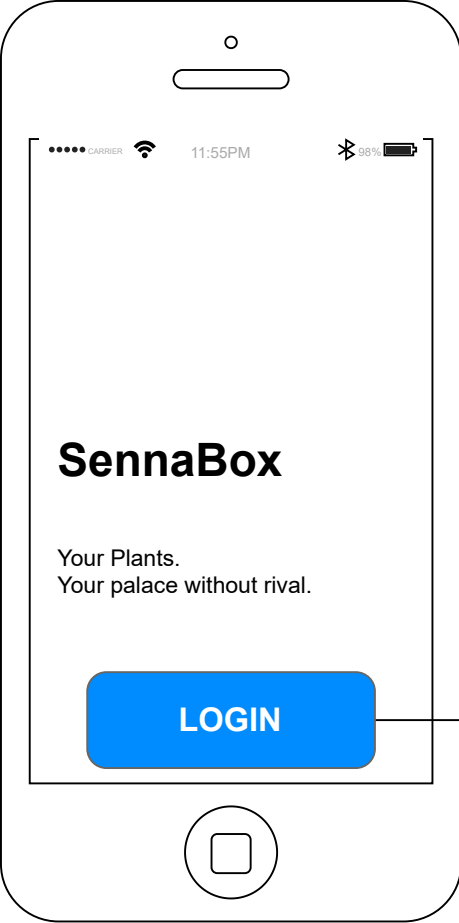 CARRIER 11:55PM 98%
SennaBox
Your Plants.
Your palace without rival.
LOGIN